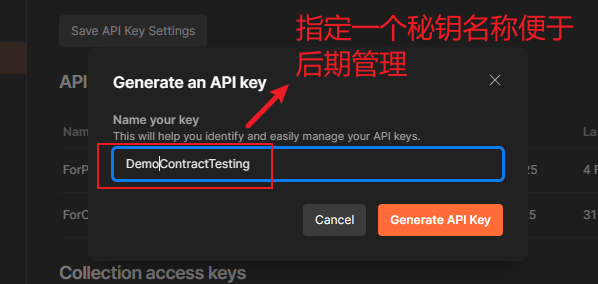 Save API Key Settings
指定一个秘钥名称便于
后期管理
API
Generate an API key
Name your key
This will help you identify and easily manage your API keys.
Na
La
DemoContractTesting
ForP
25
4 F
ForC
5
31
Cancel
Generate API Key
Collection access keys